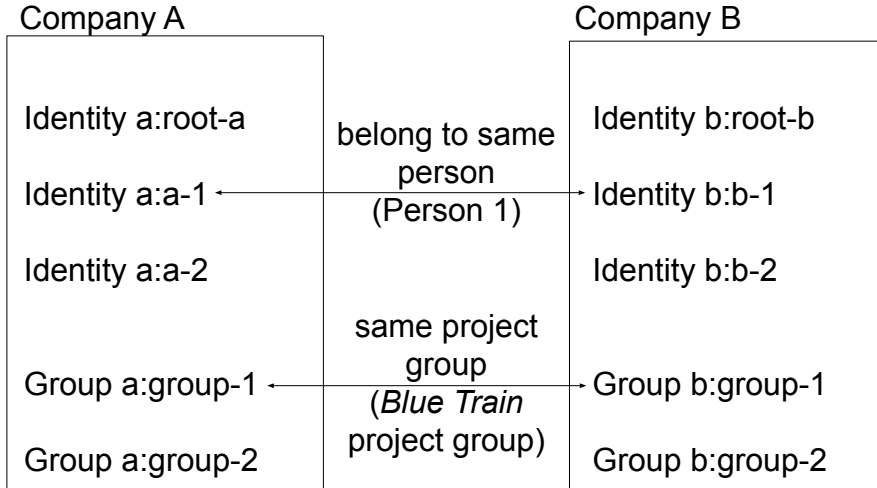 Company A
Identity a:root-a
Identity a:a-1
Identity a:a-2
Group a:group-1
Group a:group-2
belong to same
person
(Person 1)
same project
group
(Blue Train
project group)
Company B
Identity b:root-b
Identity b:b-1
Identity b:b-2
Group b:group-1
Group b:group-2